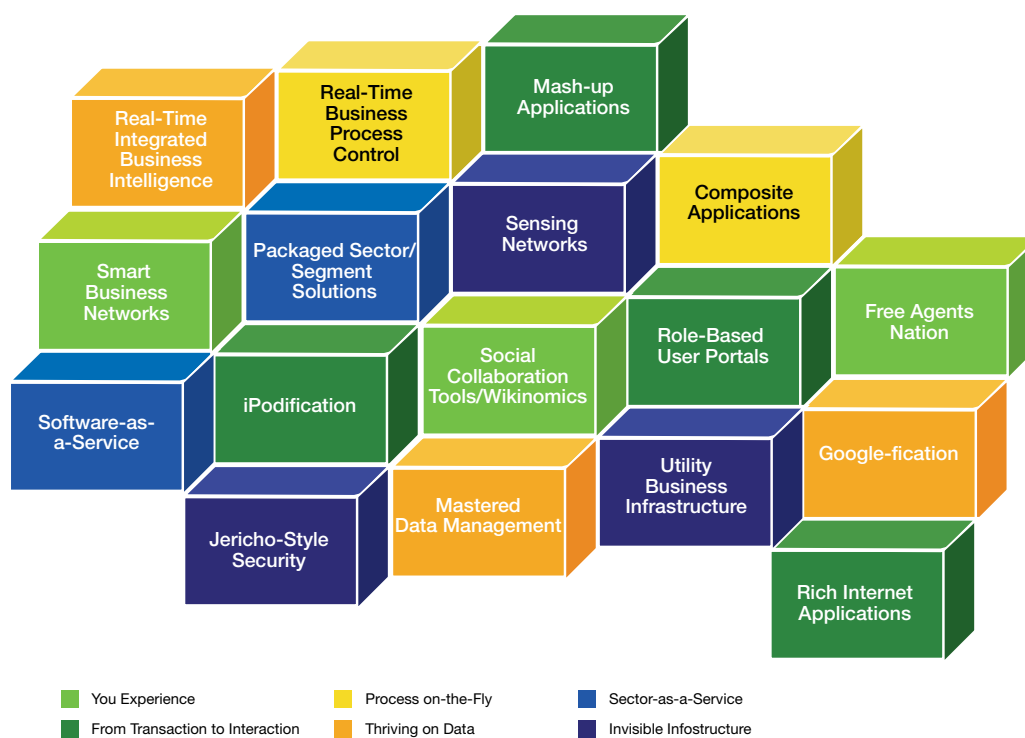 Mash-up
Applications
Real-Time
Business
Process
Control
Real-Time
Integrated
Business
Intelligence
Composite
Applications
Sensing
Networks
Packaged Sector/
Segment
Solutions
Smart
Business
Networks
Free Agents
Nation
Role-Based
User Portals
Social
Collaboration
Tools/Wikinomics
iPodification
Software-as-
a-Service
Google-fication
Utility
Business
Infrastructure
Mastered
Data Management
Jericho-Style
Security
Rich Internet
Applications
You Experience
Process on-the-Fly
Sector-as-a-Service
From Transaction to Interaction
Thriving on Data
Invisible Infostructure